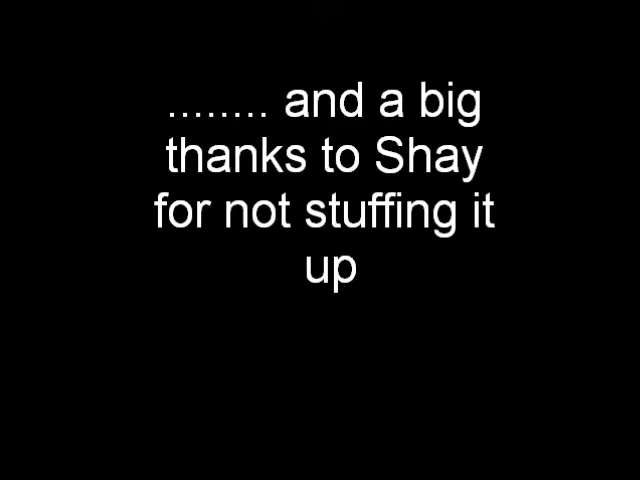 ........ and a big
thanks to Shay
for not stuffing it
up